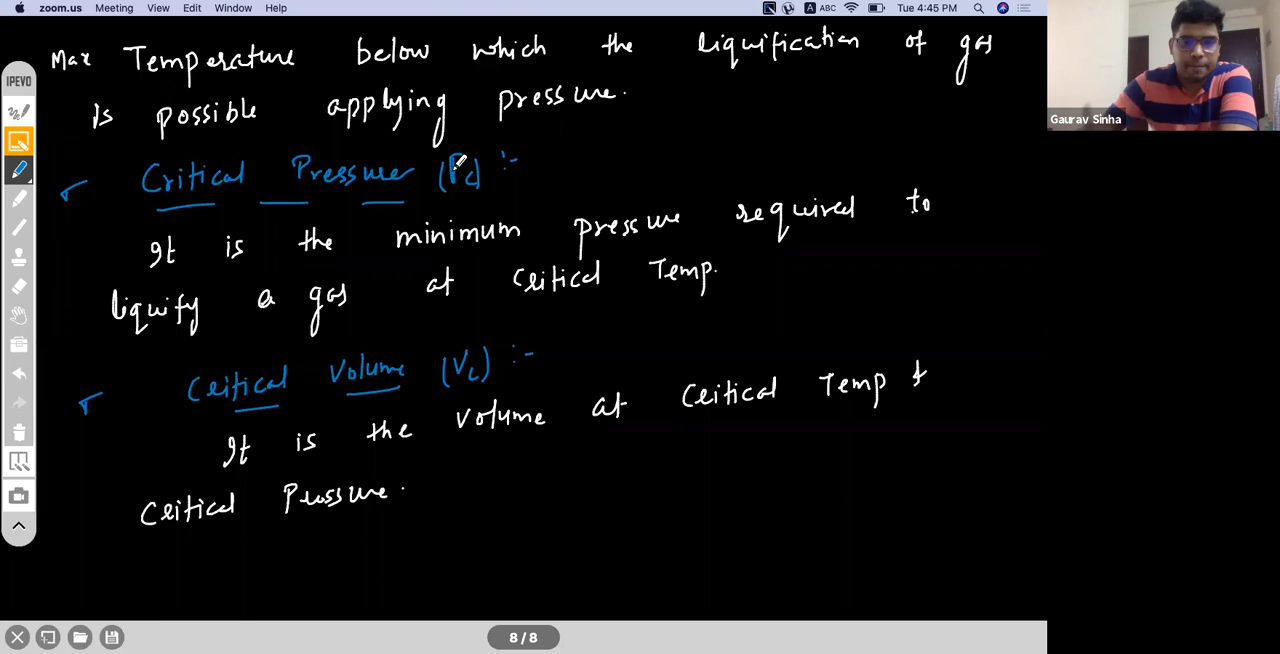 zoom.us Meeting View Edit Window Help
A ABC Tue 4:45 PM
IPEVO
Max Temperature below which the liquification of gas
is possible applying pressure.
Critical Pressure (Pc) :-
It is the minimum pressure required to
liquify a gas at Critical Temp.
Critical Volume (Vc) :-
It is the volume at Critical Temp &
Critical Pressure.
Gaurav Sinha
8/8